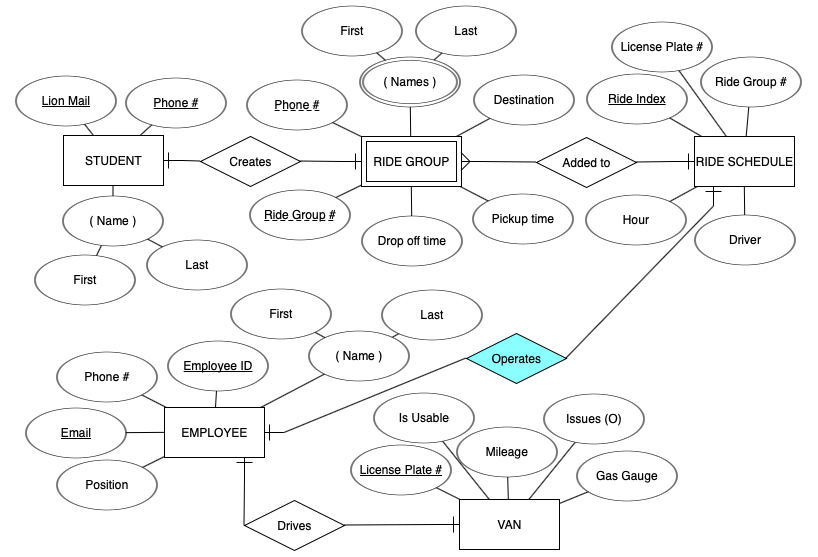 First
Last
License Plate #
( Names )
Ride Group #
Lion Mail
Phone #
Phone #
Destination
Ride Index
STUDENT
Creates
RIDE GROUP
Added to
RIDE SCHEDULE
( Name )
Ride Group #
Pickup time
Hour
Drop off time
Driver
First
Last
First
Last
( Name )
Operates
Phone #
Employee ID
Is Usable
Issues (O)
Email
EMPLOYEE
Mileage
License Plate #
Gas Gauge
Position
Drives
VAN